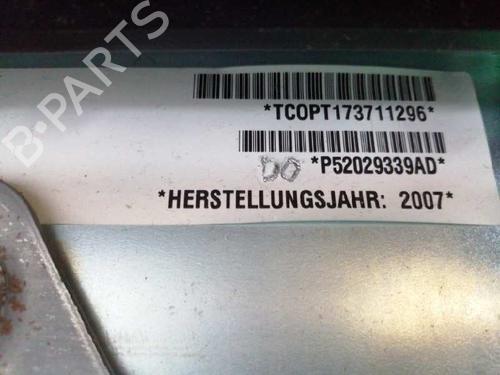 *TCOPT173711296*
DO *P52029339AD*
*HERSTELLUNGSJAHR: 2007*
B-PARTS